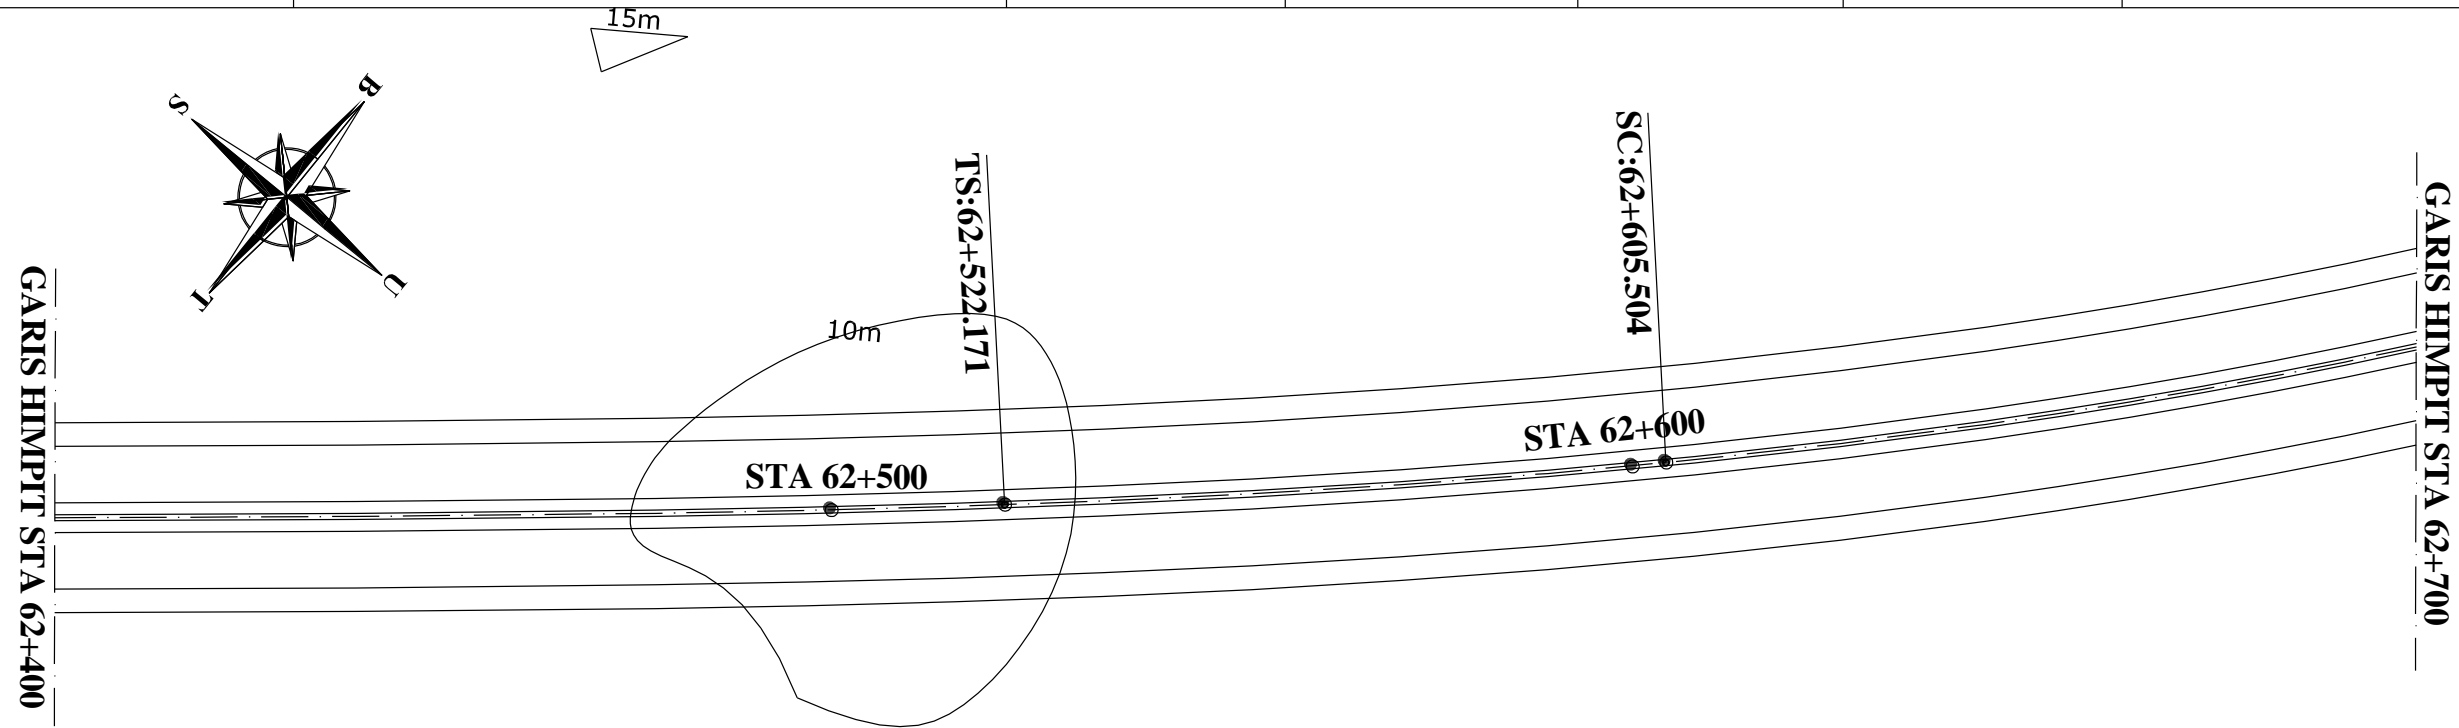 15m
S
B
T
U
GARIS HIMPIT STA 62+400
10m
TS:62+522.171
STA 62+500
SC:62+605.504
STA 62+600
GARIS HIMPIT STA 62+700